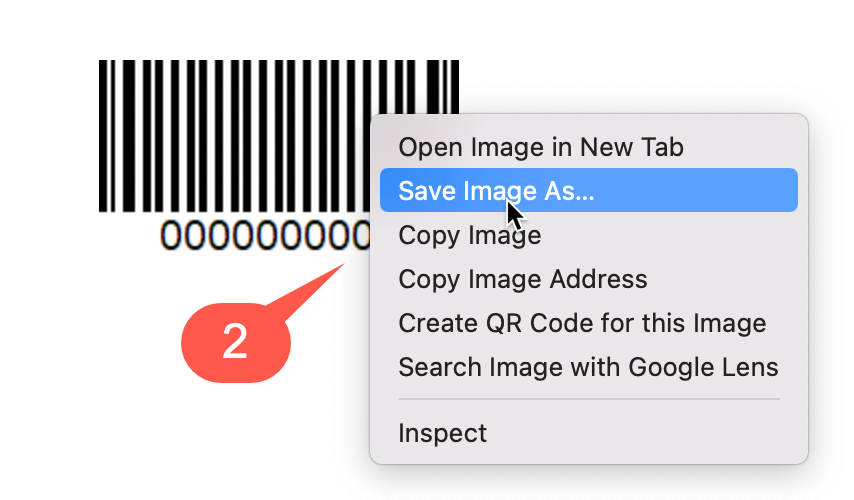 000000000
2
Open Image in New Tab
Save Image As...
Copy Image
Copy Image Address
Create QR Code for this Image
Search Image with Google Lens
Inspect